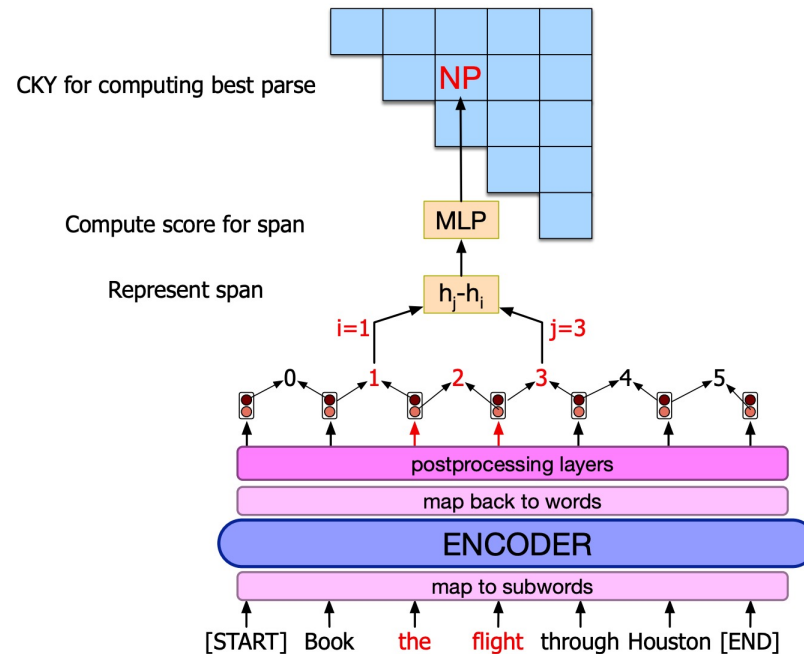 NP
CKY for computing best parse
MLP
Compute score for span
Represent span
hⱼ-hᵢ
i=1 j=3
0 1 2 3 4 5
postprocessing layers
map back to words
ENCODER
map to subwords
[START] Book the flight through Houston [END]